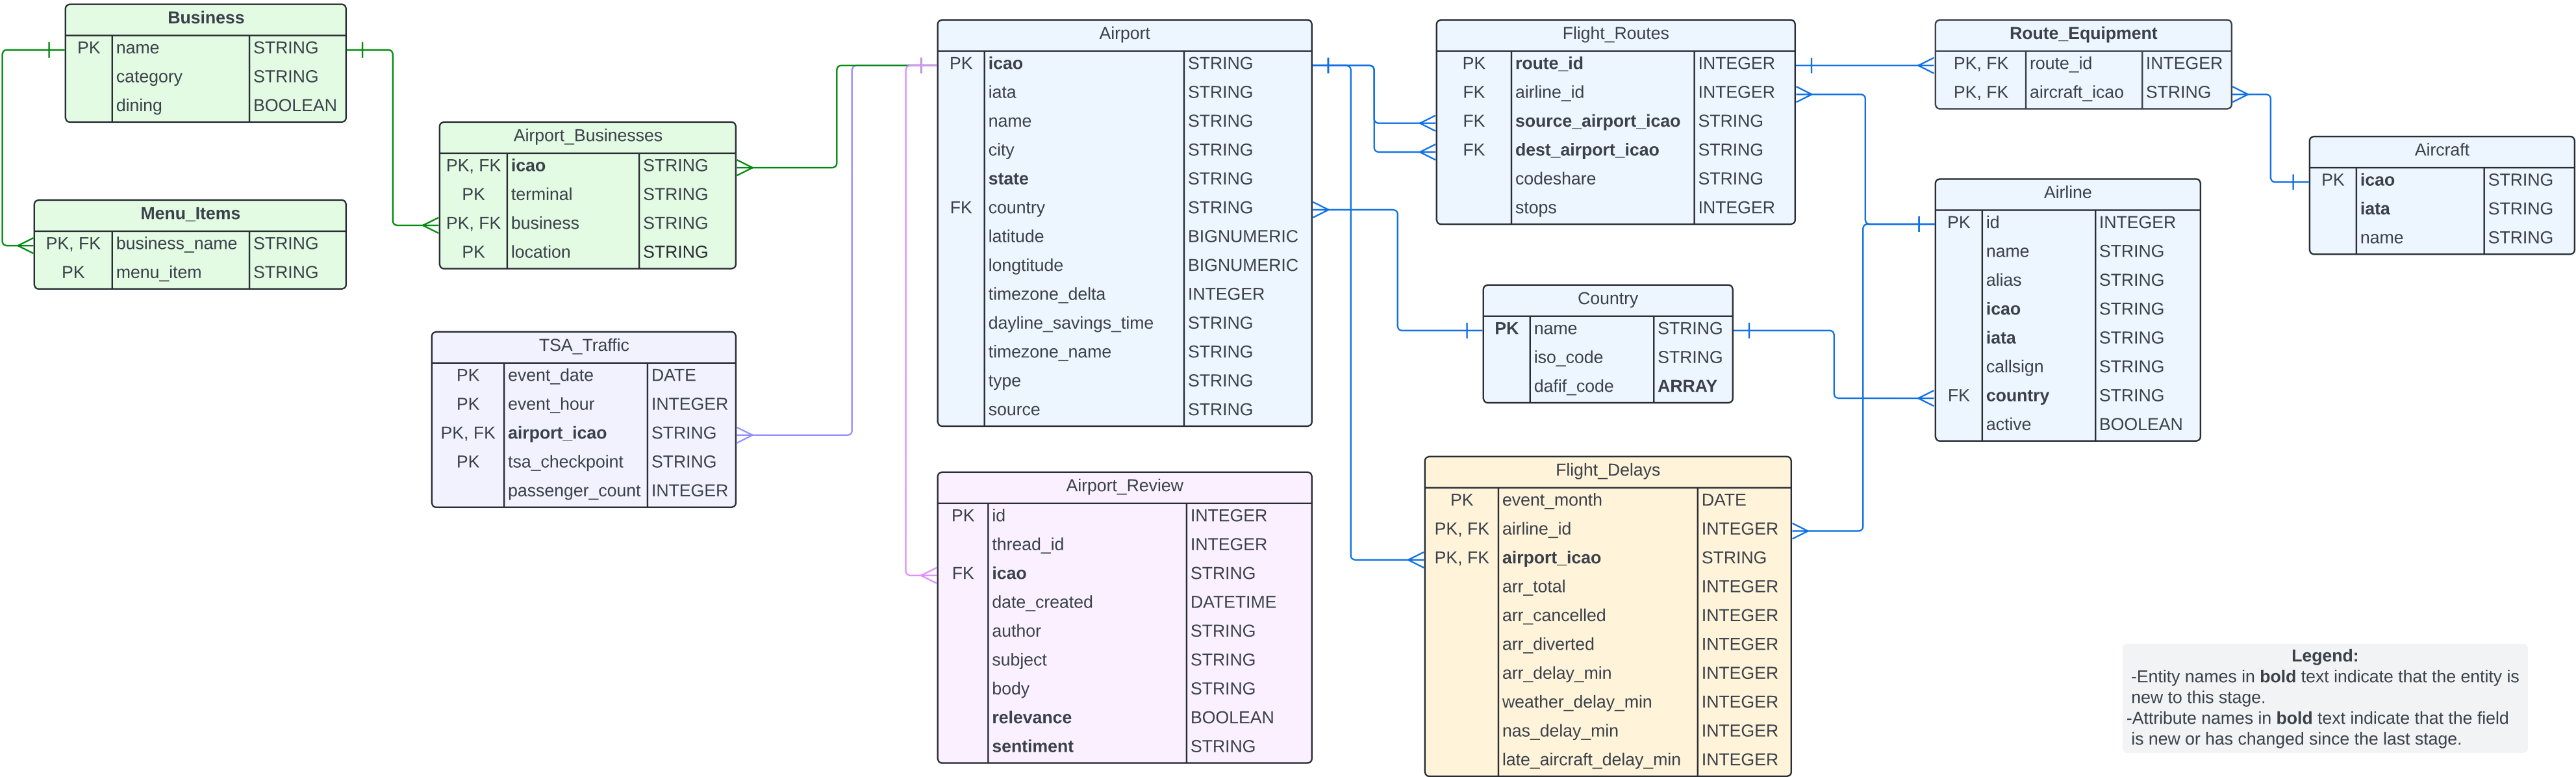 Business
PK name STRING
category STRING
dining BOOLEAN
Menu_Items
PK, FK business_name STRING
PK menu_item STRING
Airport_Businesses
PK, FK icao STRING
PK terminal STRING
PK, FK business STRING
PK location STRING
TSA_Traffic
PK event_date DATE
PK event_hour INTEGER
PK, FK airport_icao STRING
PK tsa_checkpoint STRING
passenger_count INTEGER
Airport
PK icao STRING
iata STRING
name STRING
city STRING
state STRING
FK country STRING
latitude BIGNUMERIC
longtitude BIGNUMERIC
timezone_delta INTEGER
dayline_savings_time STRING
timezone_name STRING
type STRING
source STRING
Airport_Review
PK id INTEGER
thread_id INTEGER
FK icao STRING
date_created DATETIME
author STRING
subject STRING
body STRING
relevance BOOLEAN
sentiment STRING
Flight_Routes
PK route_id INTEGER
FK airline_id INTEGER
FK source_airport_icao STRING
FK dest_airport_icao STRING
codeshare STRING
stops INTEGER
Country
PK name STRING
iso_code STRING
dafif_code ARRAY
Flight_Delays
PK event_month DATE
PK, FK airline_id INTEGER
PK, FK airport_icao STRING
arr_total INTEGER
arr_cancelled INTEGER
arr_diverted INTEGER
arr_delay_min INTEGER
weather_delay_min INTEGER
nas_delay_min INTEGER
late_aircraft_delay_min INTEGER
Route_Equipment
PK, FK route_id INTEGER
PK, FK aircraft_icao STRING
Airline
PK id INTEGER
name STRING
alias STRING
icao STRING
iata STRING
callsign STRING
FK country STRING
active BOOLEAN
Aircraft
PK icao STRING
iata STRING
name STRING
Legend:
-Entity names in bold text indicate that the entity is
new to this stage.
-Attribute names in bold text indicate that the field
is new or has changed since the last stage.